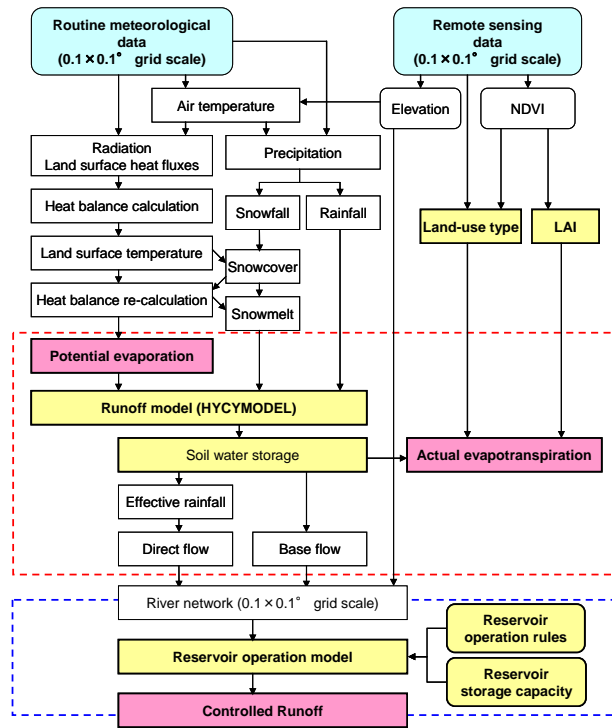 Routine meteorological
data
(0.1×0.1° grid scale)
Remote sensing
data
(0.1×0.1° grid scale)
Air temperature
Elevation
NDVI
Radiation
Land surface heat fluxes
Precipitation
Heat balance calculation
Snowfall
Rainfall
Land-use type
LAI
Land surface temperature
Snowcover
Heat balance re-calculation
Snowmelt
Potential evaporation
Runoff model (HYCYMODEL)
Soil water storage
Actual evapotranspiration
Effective rainfall
Direct flow
Base flow
River network (0.1×0.1° grid scale)
Reservoir
operation rules
Reservoir operation model
Reservoir
storage capacity
Controlled Runoff